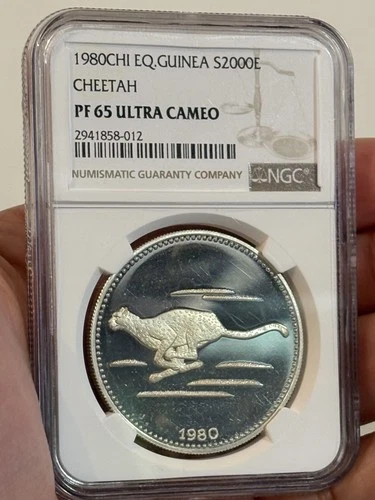 1980CHI EQ.GUINEA S2000E
CHEETAH
PF 65 ULTRA CAMEO
2941858-012
NUMISMATIC GUARANTY COMPANY
NGC
1980